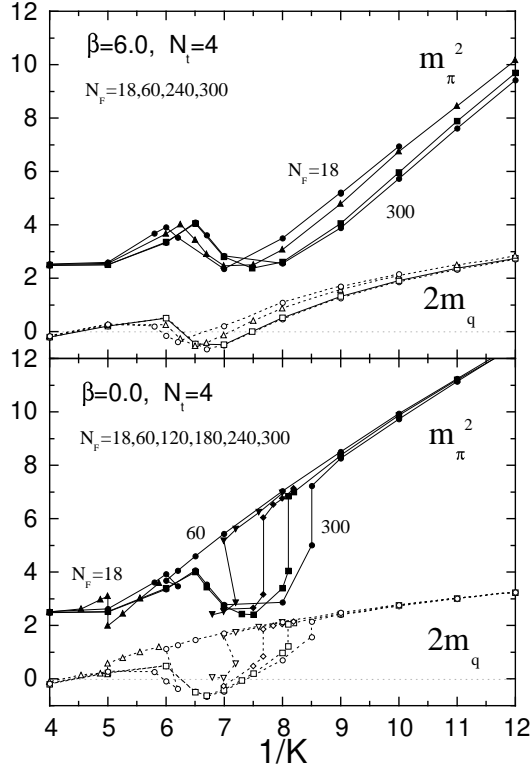 12
β=6.0, N_t=4
m_π^2
10
N_F=18,60,240,300
8
N_F=18
6
300
4
2
2m_q
0
12
β=0.0, N_t=4
m_π^2
10
N_F=18,60,120,180,240,300
8
6
60
300
4
N_F=18
2
2m_q
0
4 5 6 7 8 9 10 11 12
1/K